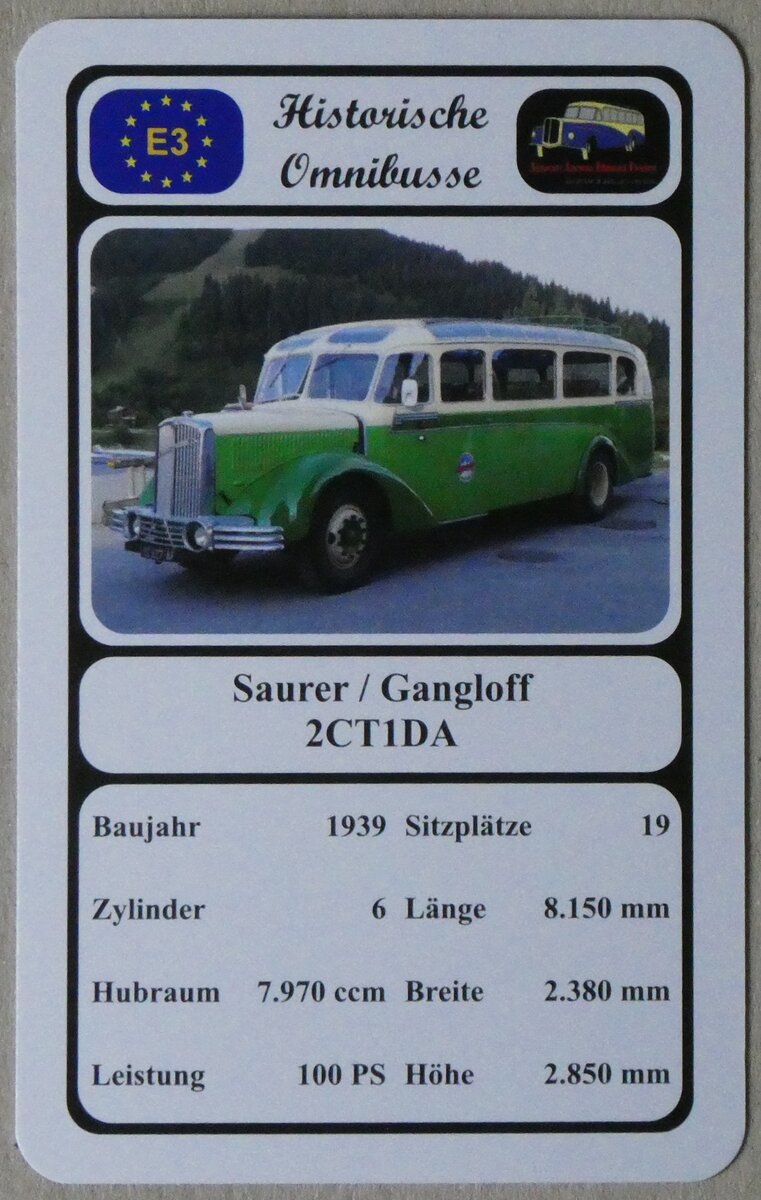 E3
Historische
Omnibusse
Saurer / Gangloff
2CT1DA
Baujahr 1939 Sitzplätze 19
Zylinder 6 Länge 8.150 mm
Hubraum 7.970 ccm Breite 2.380 mm
Leistung 100 PS Höhe 2.850 mm